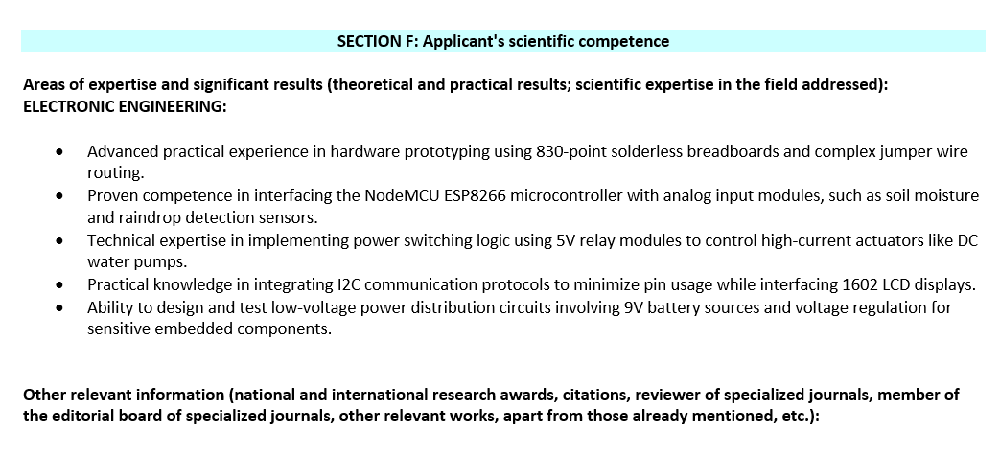 SECTION F: Applicant's scientific competence
Areas of expertise and significant results (theoretical and practical results; scientific expertise in the field addressed):
ELECTRONIC ENGINEERING:
• Advanced practical experience in hardware prototyping using 830-point solderless breadboards and complex jumper wire
routing.
• Proven competence in interfacing the NodeMCU ESP8266 microcontroller with analog input modules, such as soil moisture
and raindrop detection sensors.
• Technical expertise in implementing power switching logic using 5V relay modules to control high-current actuators like DC
water pumps.
• Practical knowledge in integrating I2C communication protocols to minimize pin usage while interfacing 1602 LCD displays.
• Ability to design and test low-voltage power distribution circuits involving 9V battery sources and voltage regulation for
sensitive embedded components.
Other relevant information (national and international research awards, citations, reviewer of specialized journals, member of
the editorial board of specialized journals, other relevant works, apart from those already mentioned, etc.):